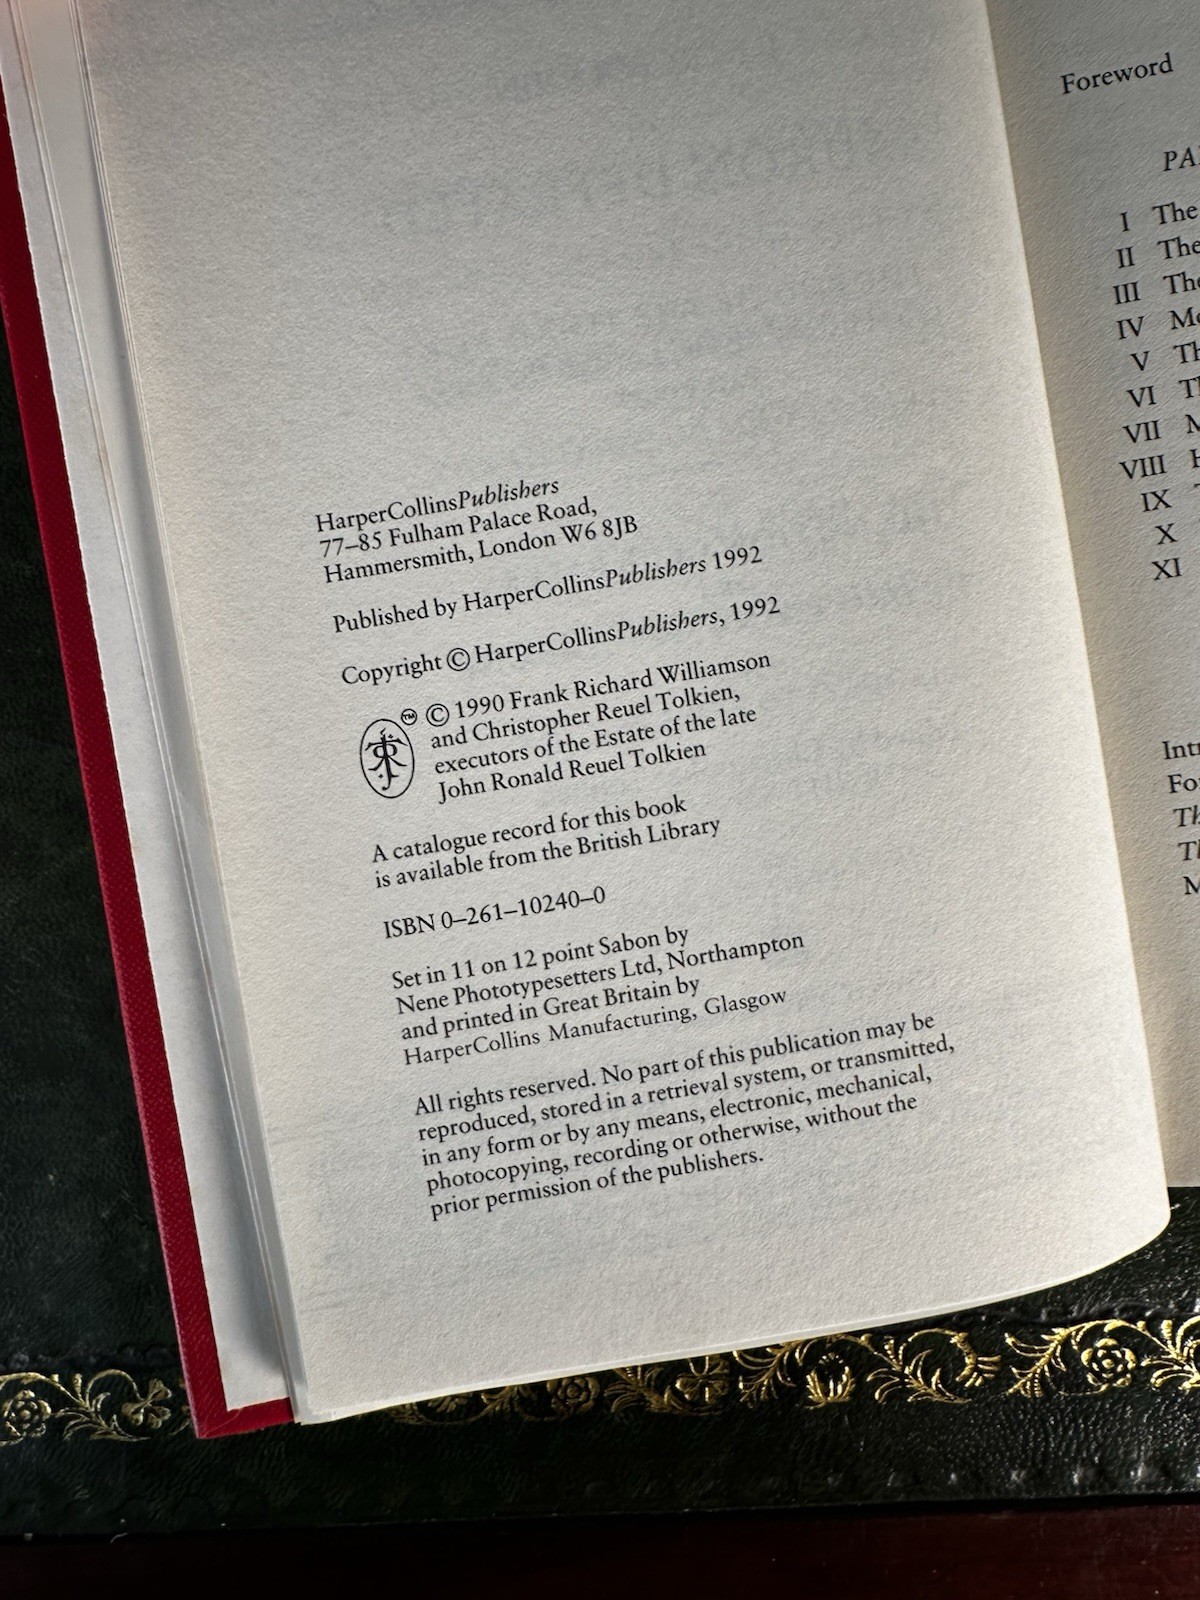 HarperCollinsPublishers
77–85 Fulham Palace Road,
Hammersmith, London W6 8JB
Published by HarperCollinsPublishers 1992
Copyright © HarperCollinsPublishers, 1992
™ © 1990 Frank Richard Williamson
and Christopher Reuel Tolkien,
executors of the Estate of the late
John Ronald Reuel Tolkien
A catalogue record for this book
is available from the British Library
ISBN 0–261–10240–0
Set in 11 on 12 point Sabon by
Nene Phototypesetters Ltd, Northampton
and printed in Great Britain by
HarperCollins Manufacturing, Glasgow
All rights reserved. No part of this publication may be
reproduced, stored in a retrieval system, or transmitted,
in any form or by any means, electronic, mechanical,
photocopying, recording or otherwise, without the
prior permission of the publishers.
Foreword
I The
II The
III
IV
V
VI
VII
VIII
IX
X
XI